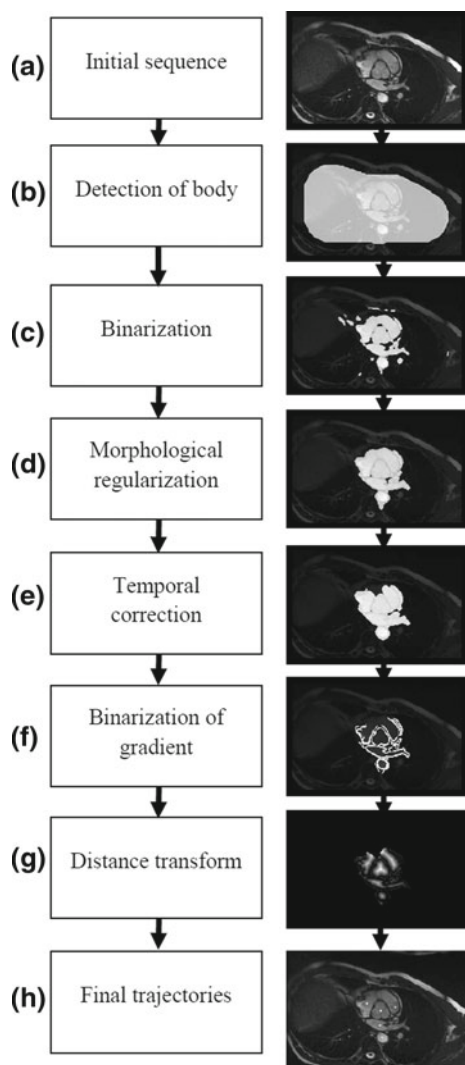 (a) Initial sequence
(b) Detection of body
(c) Binarization
(d) Morphological
regularization
(e) Temporal
correction
(f) Binarization of
gradient
(g) Distance transform
(h) Final trajectories